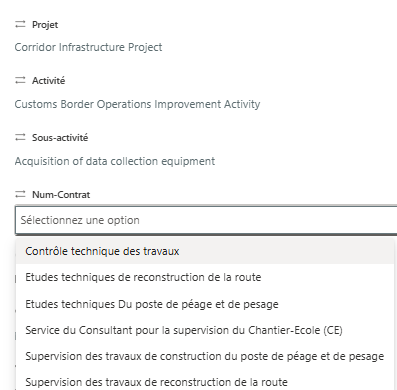 Projet
Corridor Infrastructure Project
Activité
Customs Border Operations Improvement Activity
Sous-activité
Acquisition of data collection equipment
Num-Contrat
Sélectionnez une option
Contrôle technique des travaux
Etudes techniques de reconstruction de la route
Etudes techniques Du poste de péage et de pesage
Service du Consultant pour la supervision du Chantier-Ecole (CE)
Supervision des travaux de construction du poste de péage et de pesage
Supervision des travaux de reconstruction de la route